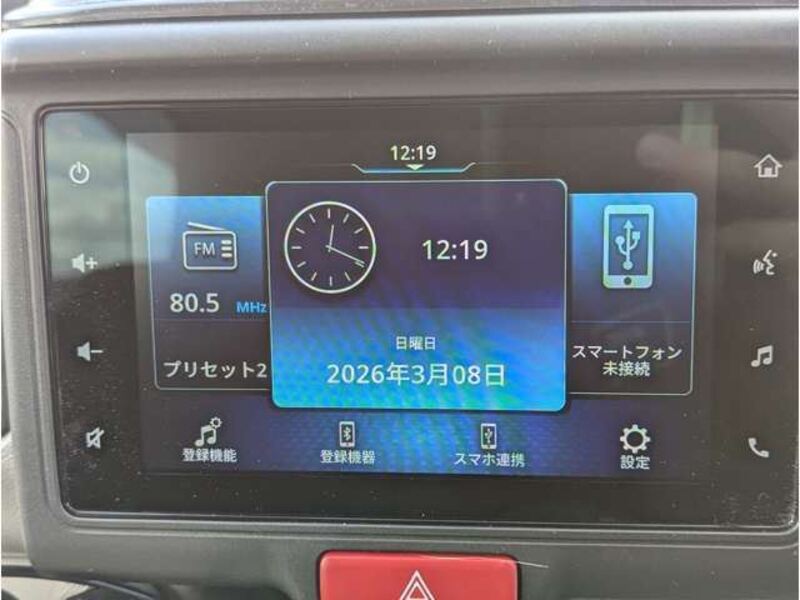 12:19
FM
80.5 MHz
プリセット2
12:19
日曜日
2026年3月08日
スマートフォン
未接続
登録機能
登録機器
スマホ連携
設定